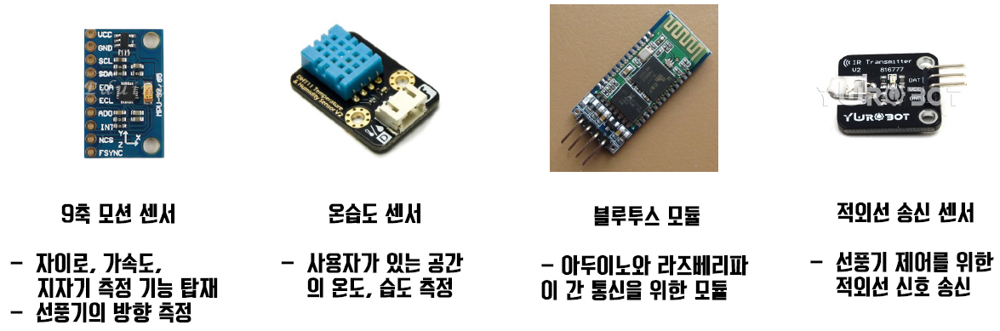 VCC
GND
SCL
SDA
EDA
ECL
ADO
INT
NCS
FSYNC
MPU-92/65
Y
X
Z
DHT11 Temperature
& Humidity Sensor V2
D
IR Transmitter
V2 816777
DAT
VCC
GND
YWROBOT
YWROBOT
9축 모션 센서
- 자이로, 가속도,
지자기 측정 기능 탑재
- 선풍기의 방향 측정
온습도 센서
- 사용자가 있는 공간
의 온도, 습도 측정
블루투스 모듈
- 아두이노와 라즈베리파
이 간 통신을 위한 모듈
적외선 송신 센서
- 선풍기 제어를 위한
적외선 신호 송신